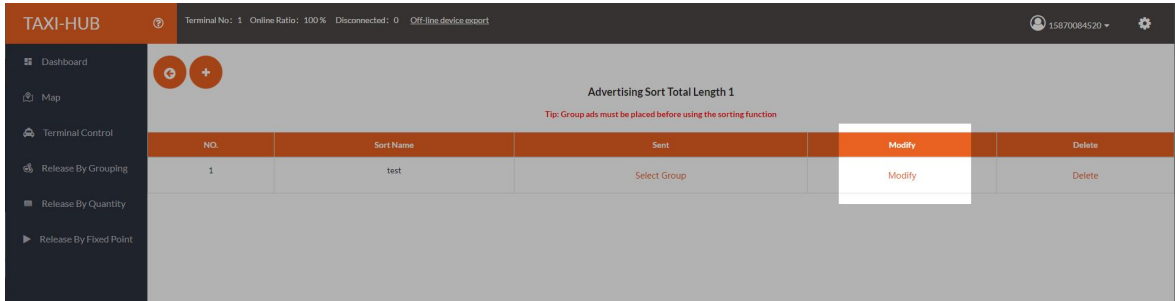 TAXI-HUB
Terminal No: 1 Online Ratio: 100% Disconnected: 0 Off-line device export
15870084520
Dashboard
Map
Terminal Control
Release By Grouping
Release By Quantity
Release By Fixed Point
Advertising Sort Total Length 1
Tip: Group ads must be placed before using the sorting function
NO. Sort Name Sent Modify Delete
1 test Select Group Modify Delete